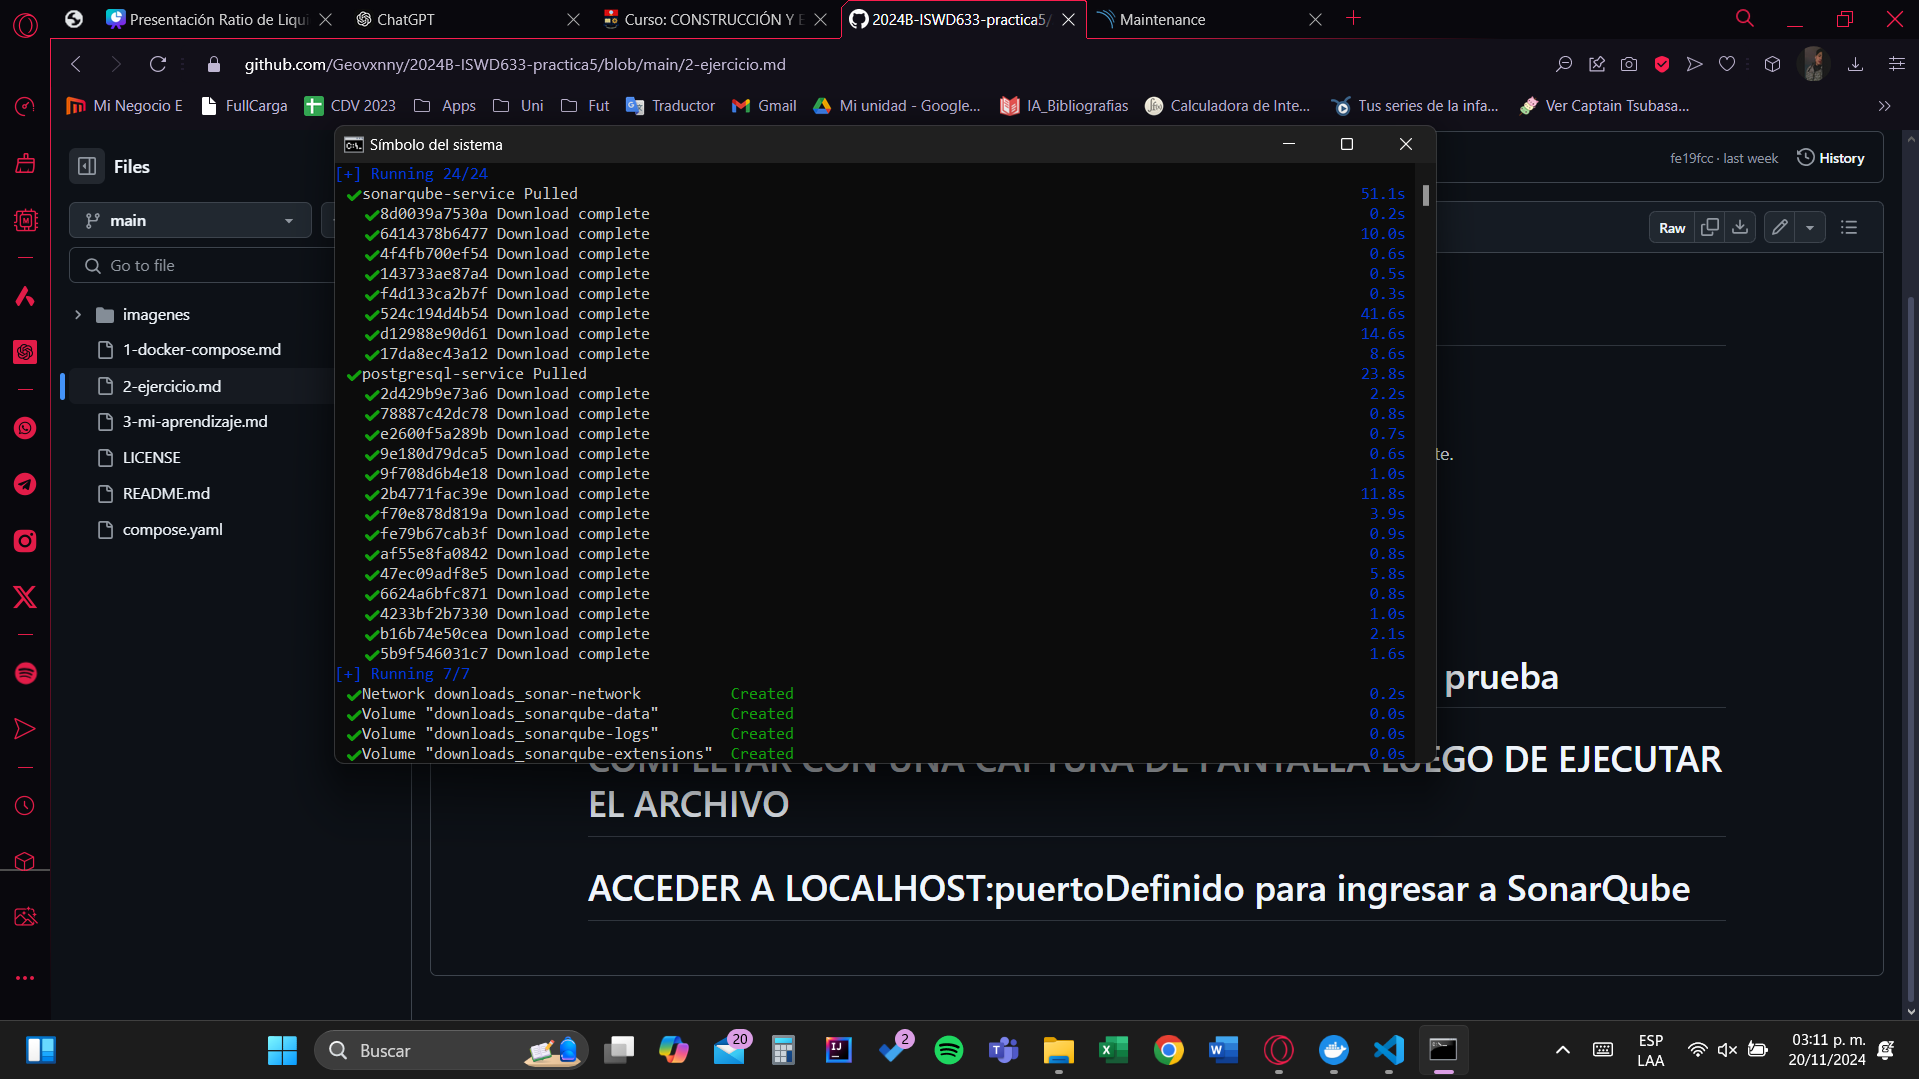 Presentación Ratio de Liqui
ChatGPT
Curso: CONSTRUCCIÓN Y E
2024B-ISWD633-practica5/
Maintenance
github.com/Geovxnny/2024B-ISWD633-practica5/blob/main/2-ejercicio.md
Mi Negocio E
FullCarga
CDV 2023
Apps
Uni
Fut
Traductor
Gmail
Mi unidad - Google...
IA_Bibliografias
Calculadora de Inte...
Tus series de la infa...
Ver Captain Tsubasa...
Files
main
Go to file
imagenes
1-docker-compose.md
2-ejercicio.md
3-mi-aprendizaje.md
LICENSE
README.md
compose.yaml
fe19fcc · last week
History
Raw
Símbolo del sistema
[+] Running 24/24
sonarqube-service Pulled 51.1s
8d0039a7530a Download complete 0.2s
6414378b6477 Download complete 10.0s
4f4fb700ef54 Download complete 0.6s
143733ae87a4 Download complete 0.5s
f4d133ca2b7f Download complete 0.3s
524c194d4b54 Download complete 41.6s
d12988e90d61 Download complete 14.6s
17da8ec43a12 Download complete 8.6s
postgresql-service Pulled 23.8s
2d429b9e73a6 Download complete 2.2s
78887c42dc78 Download complete 0.8s
e2600f5a289b Download complete 0.7s
9e180d79dca5 Download complete 0.6s
9f708d6b4e18 Download complete 1.0s
2b4771fac39e Download complete 11.8s
f70e878d819a Download complete 3.9s
fe79b67cab3f Download complete 0.9s
af55e8fa0842 Download complete 0.8s
47ec09adf8e5 Download complete 5.8s
6624a6bfc871 Download complete 0.8s
4233bf2b7330 Download complete 1.0s
b16b74e50cea Download complete 2.1s
5b9f546031c7 Download complete 1.6s
[+] Running 7/7
Network downloads_sonar-network Created 0.2s
Volume "downloads_sonarqube-data" Created 0.0s
Volume "downloads_sonarqube-logs" Created 0.0s
Volume "downloads_sonarqube-extensions" Created 0.0s
te.
prueba
COMPLETAR CON UNA CAPTURA DE PANTALLA LUEGO DE EJECUTAR
EL ARCHIVO
ACCEDER A LOCALHOST:puertoDefinido para ingresar a SonarQube
Buscar
20
2
ESP
LAA
03:11 p. m.
20/11/2024